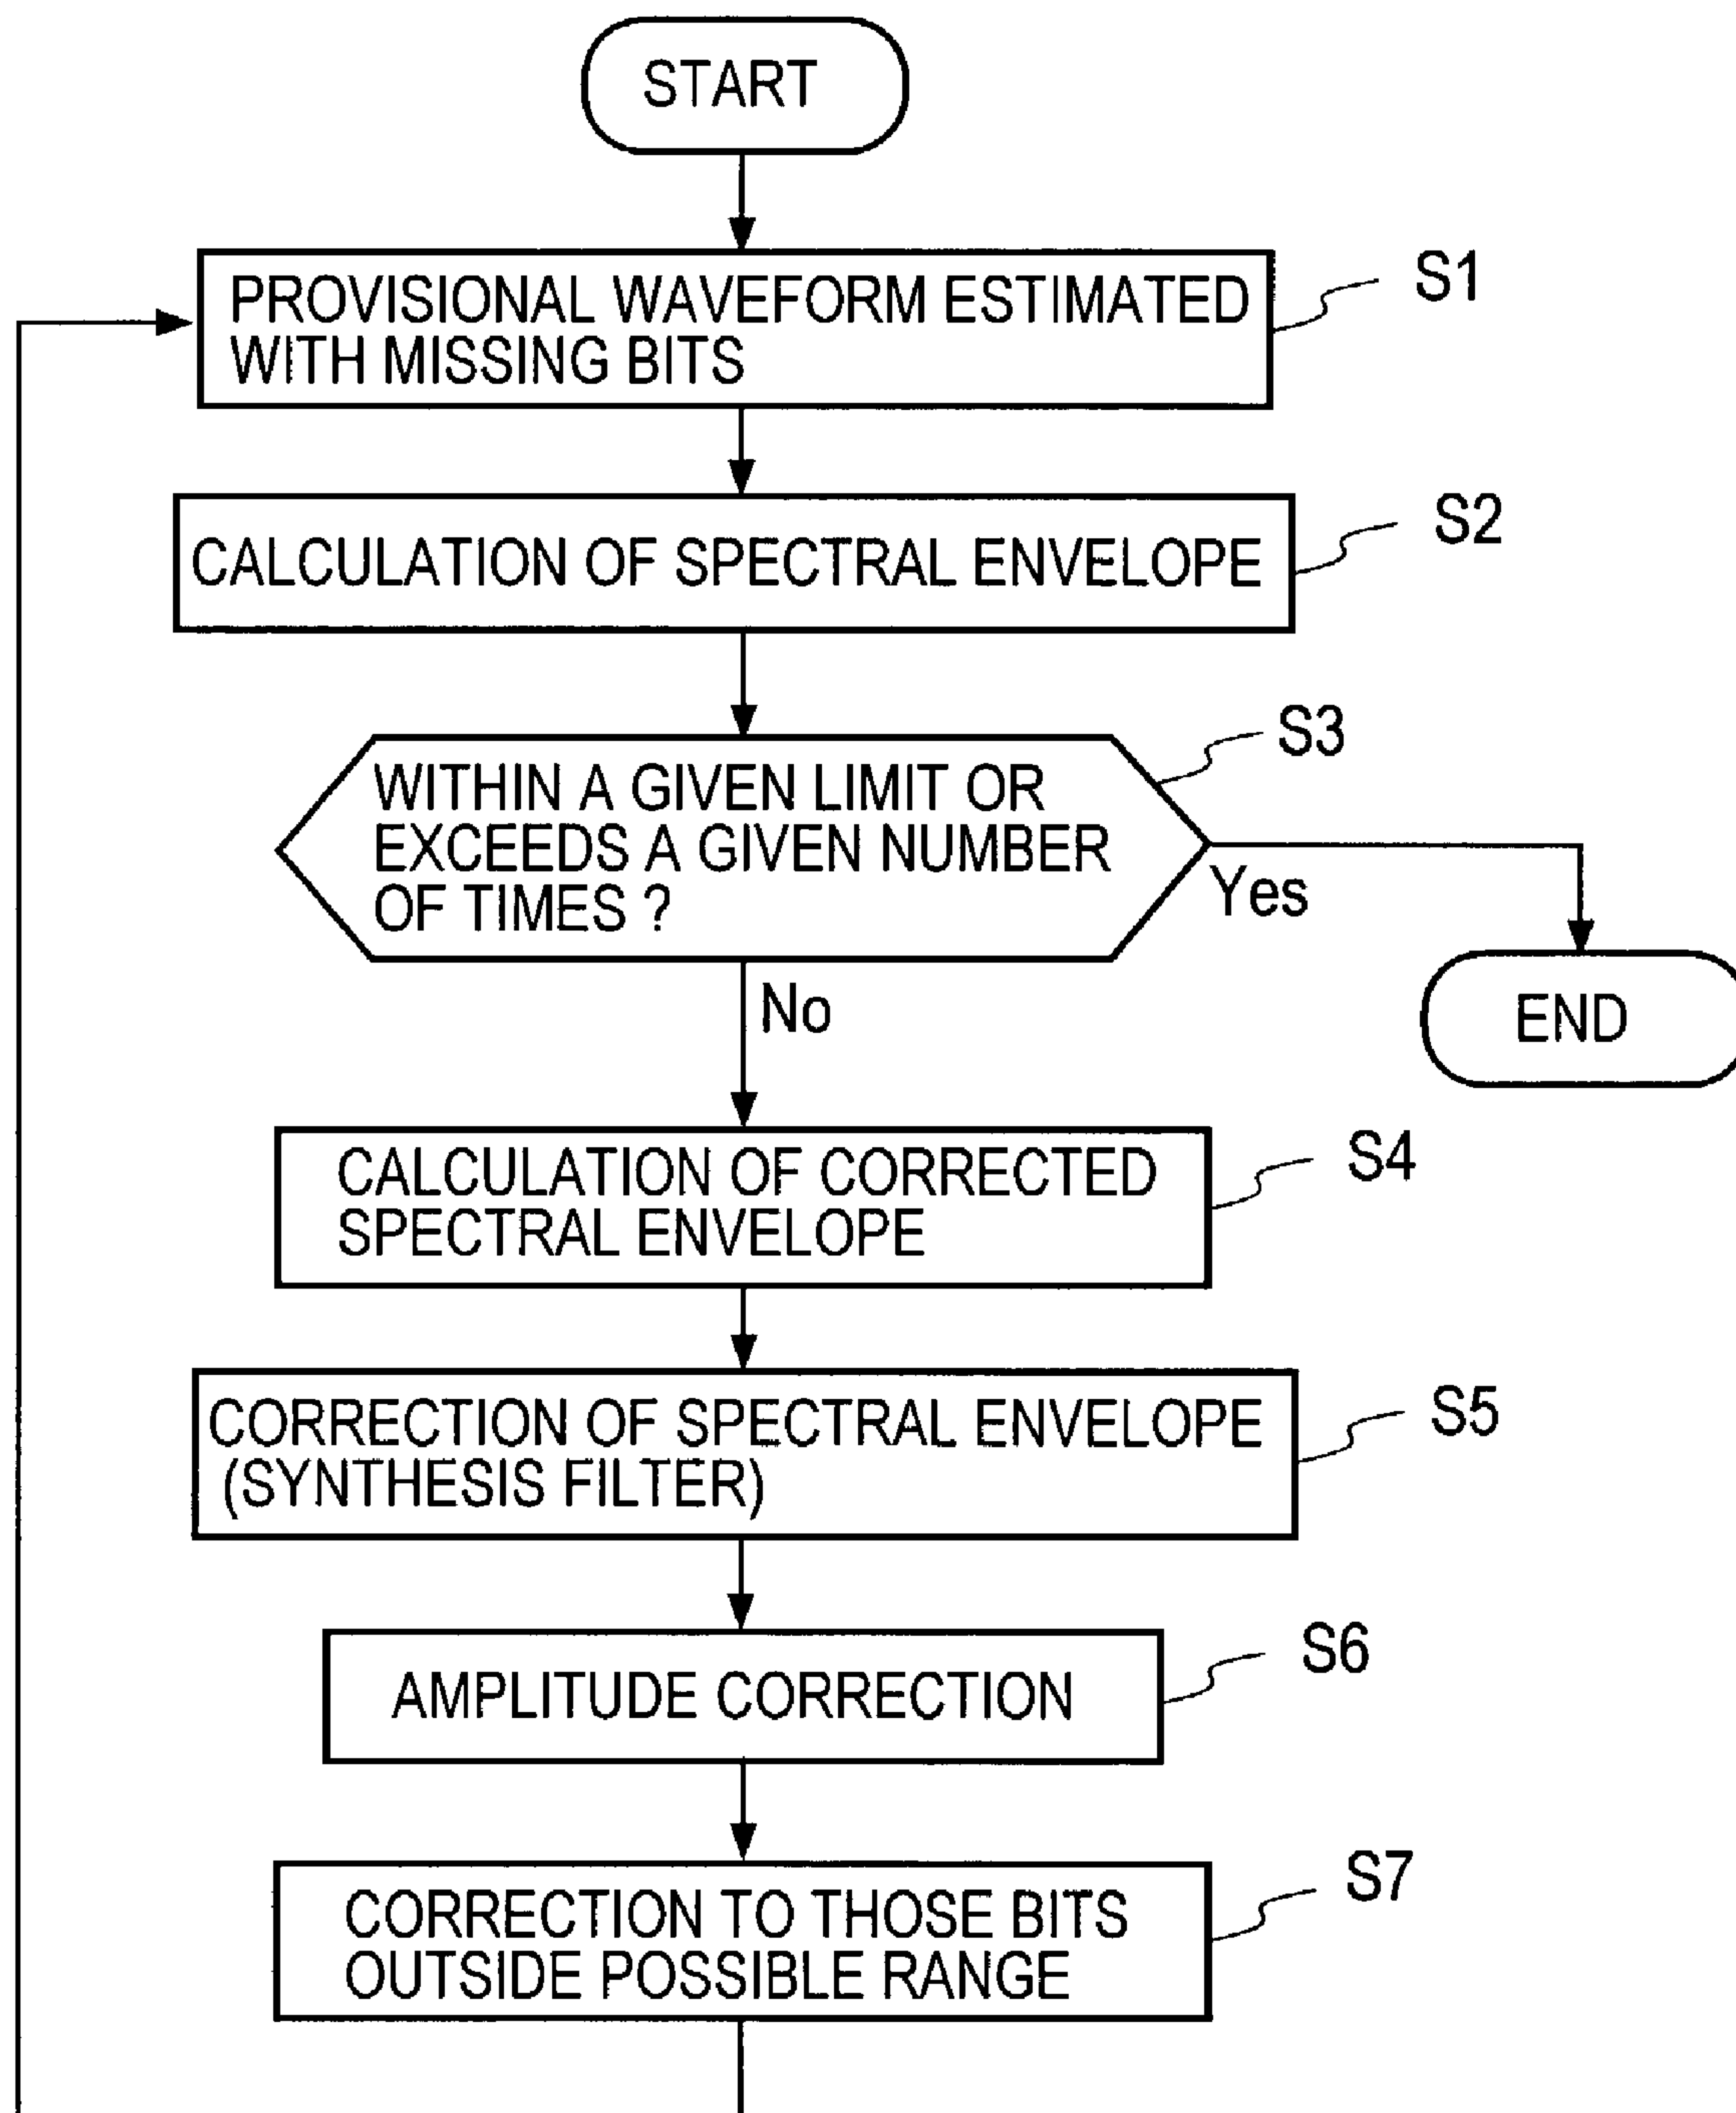 START
PROVISIONAL WAVEFORM ESTIMATED
WITH MISSING BITS
S1
CALCULATION OF SPECTRAL ENVELOPE
S2
WITHIN A GIVEN LIMIT OR
EXCEEDS A GIVEN NUMBER
OF TIMES ?
S3
Yes
END
No
CALCULATION OF CORRECTED
SPECTRAL ENVELOPE
S4
CORRECTION OF SPECTRAL ENVELOPE
(SYNTHESIS FILTER)
S5
AMPLITUDE CORRECTION
S6
CORRECTION TO THOSE BITS
OUTSIDE POSSIBLE RANGE
S7